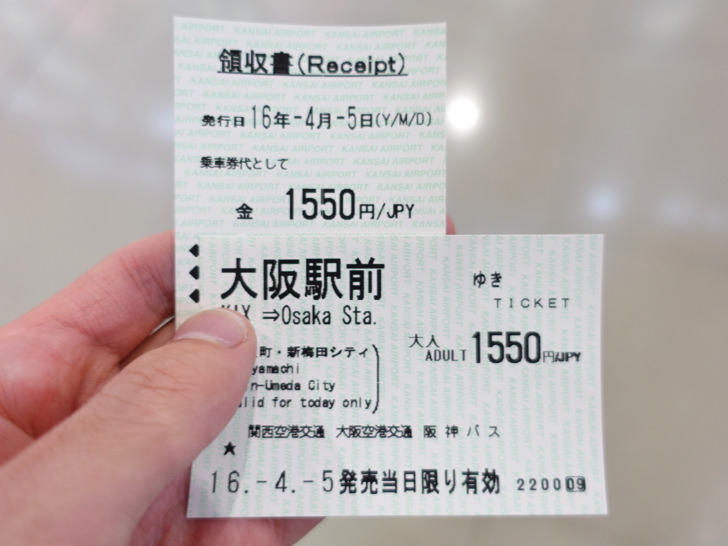 領収書(Receipt)
発行日 16年-4月-5日(Y/M/D)
乗車券代として
金 1550円/JPY
大阪駅前 ゆき
TICKET
KIX ⇒Osaka Sta.
大人 ADULT 1550円/JPY
町・新梅田シティ
yamachi
n-Umeda City
lid for today only
関西空港交通 大阪空港交通 阪神バス
★
16.-4.-5発売当日限り有効 220009
KANSAI AIRPORT